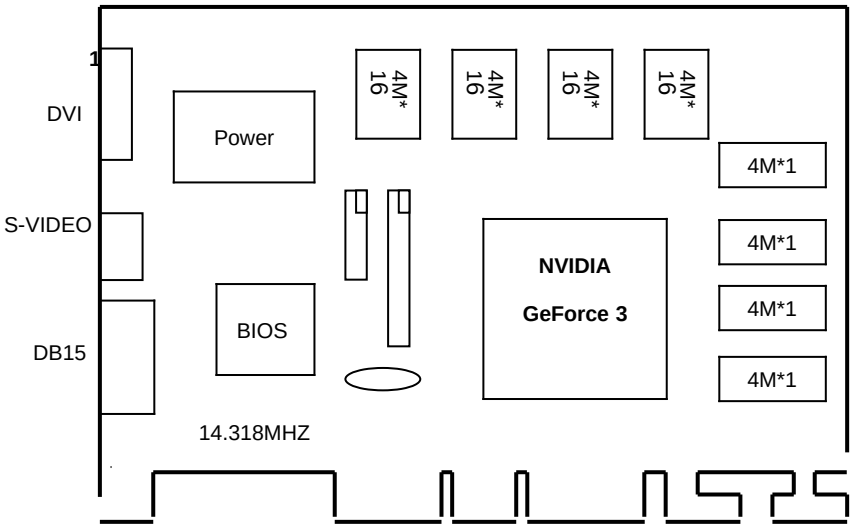 1
4M*
16
4M*
16
4M*
16
4M*
16
DVI
Power
4M*1
S-VIDEO
4M*1
NVIDIA
GeForce 3
4M*1
BIOS
DB15
4M*1
14.318MHZ